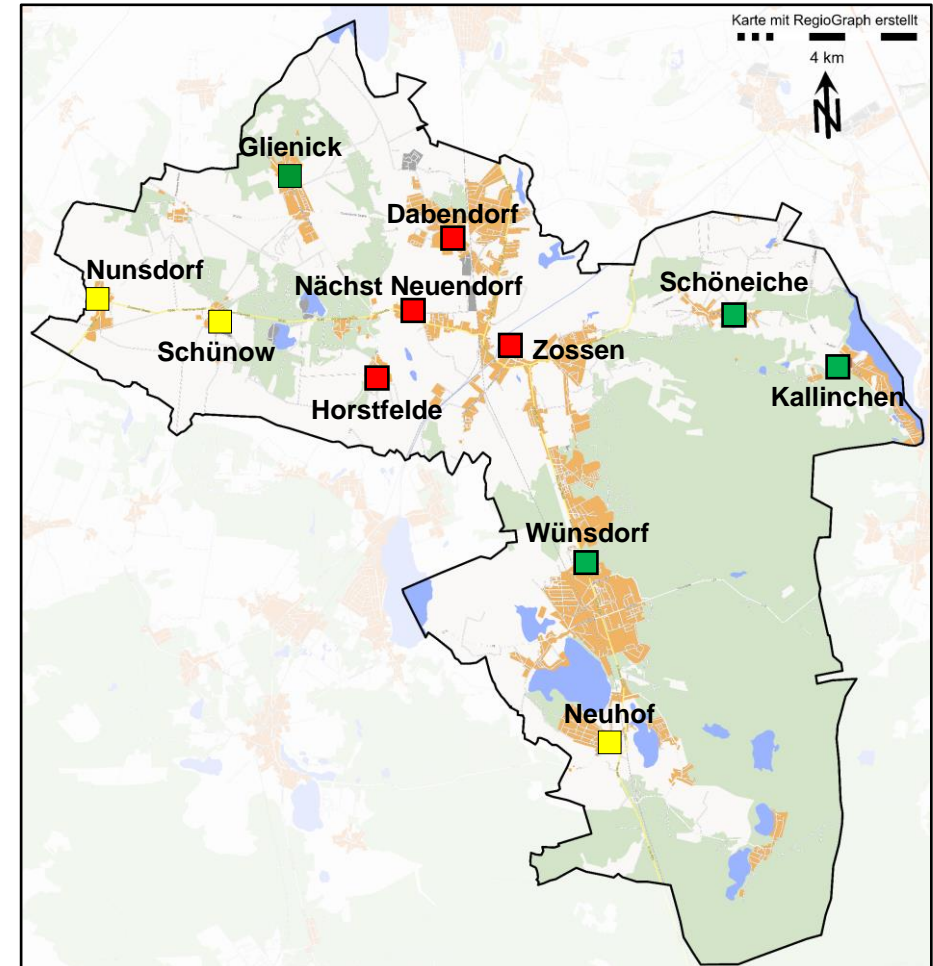 Karte mit RegioGraph erstellt
4 km
N
Glienick
Dabendorf
Nunsdorf
Nächst Neuendorf
Schöneiche
Schünow
Zossen
Kallinchen
Horstfelde
Wünsdorf
Neuhof